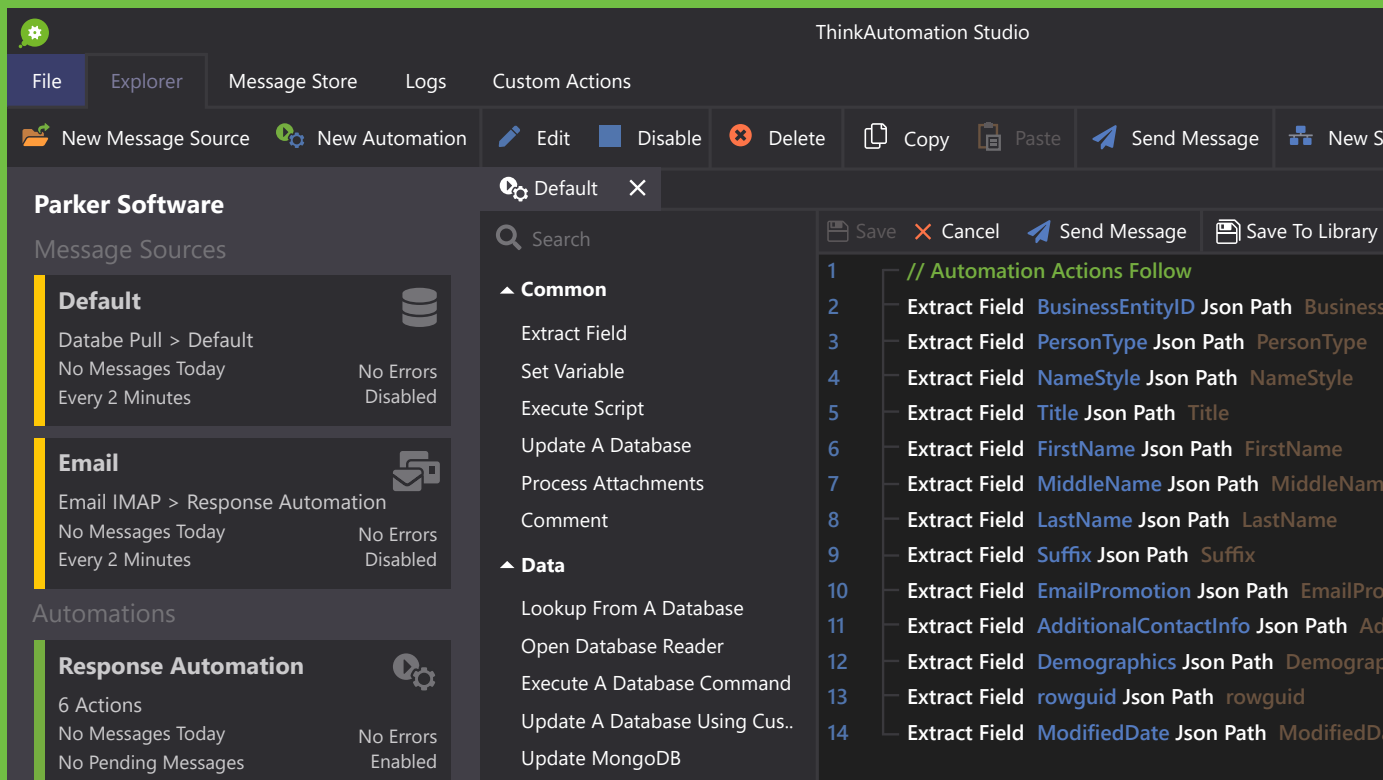 ThinkAutomation Studio
File Explorer Message Store Logs Custom Actions
New Message Source New Automation Edit Disable Delete Copy Paste Send Message New S
Parker Software
Message Sources
Default
Databe Pull > Default
No Messages Today No Errors
Every 2 Minutes Disabled
Email
Email IMAP > Response Automation
No Messages Today No Errors
Every 2 Minutes Disabled
Automations
Response Automation
6 Actions
No Messages Today No Errors
No Pending Messages Enabled
Default
Search
Common
Extract Field
Set Variable
Execute Script
Update A Database
Process Attachments
Comment
Data
Lookup From A Database
Open Database Reader
Execute A Database Command
Update A Database Using Cus..
Update MongoDB
Save Cancel Send Message Save To Library
1 // Automation Actions Follow
2 Extract Field BusinessEntityID Json Path Business
3 Extract Field PersonType Json Path PersonType
4 Extract Field NameStyle Json Path NameStyle
5 Extract Field Title Json Path Title
6 Extract Field FirstName Json Path FirstName
7 Extract Field MiddleName Json Path MiddleNam
8 Extract Field LastName Json Path LastName
9 Extract Field Suffix Json Path Suffix
10 Extract Field EmailPromotion Json Path EmailPro
11 Extract Field AdditionalContactInfo Json Path Ad
12 Extract Field Demographics Json Path Demograp
13 Extract Field rowguid Json Path rowguid
14 Extract Field ModifiedDate Json Path ModifiedDa